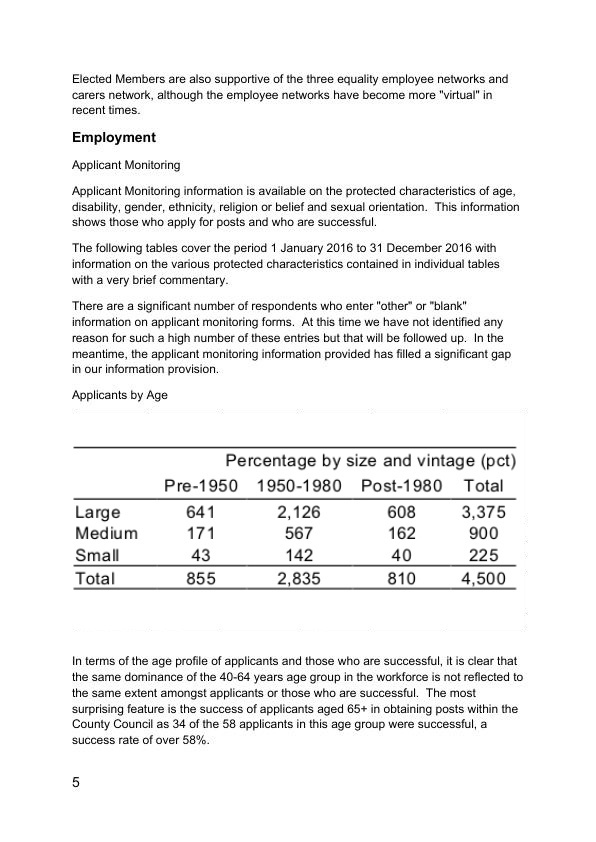 Elected Members are also supportive of the three equality employee networks and
carers network, although the employee networks have become more "virtual" in
recent times.
Employment
Applicant Monitoring
Applicant Monitoring information is available on the protected characteristics of age,
disability, gender, ethnicity, religion or belief and sexual orientation.  This information
shows those who apply for posts and who are successful.
The following tables cover the period 1 January 2016 to 31 December 2016 with
information on the various protected characteristics contained in individual tables
with a very brief commentary.
There are a significant number of respondents who enter "other" or "blank"
information on applicant monitoring forms.  At this time we have not identified any
reason for such a high number of these entries but that will be followed up.  In the
meantime, the applicant monitoring information provided has filled a significant gap
in our information provision.
Applicants by Age
Percentage by size and vintage (pct)
Pre-1950 1950-1980 Post-1980 Total
Large 641 2,126 608 3,375
Medium 171 567 162 900
Small 43 142 40 225
Total 855 2,835 810 4,500
In terms of the age profile of applicants and those who are successful, it is clear that
the same dominance of the 40-64 years age group in the workforce is not reflected to
the same extent amongst applicants or those who are successful.  The most
surprising feature is the success of applicants aged 65+ in obtaining posts within the
County Council as 34 of the 58 applicants in this age group were successful, a
success rate of over 58%.
5